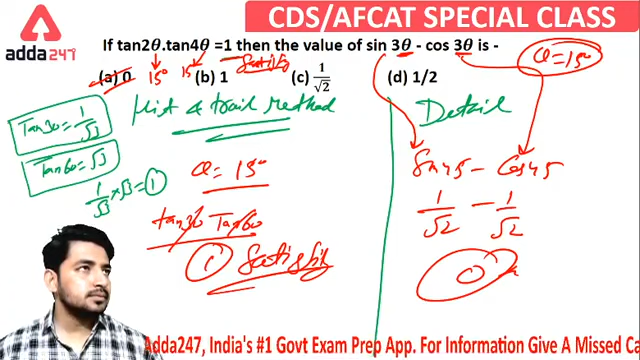 CDS/AFCAT SPECIAL CLASS
adda247
If tan2θ.tan4θ =1 then the value of sin 3θ - cos 3θ is -
θ=15°
15° 15° Satisfy
(a) 0 (b) 1 (c) 1/√2 (d) 1/2
Hist & trail method
Detail
Tan30=1/√3
Tan60=√3
1/√3 × √3 = 1
θ = 15°
tan30 Tan60
1 Satisfy
Sin45 - Cos45
1/√2 - 1/√2
0
Adda247, India's #1 Govt Exam Prep App. For Information Give A Missed Ca